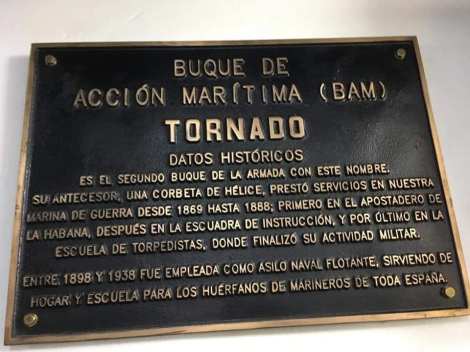 BUQUE DE
ACCIÓN MARÍTIMA (BAM)
TORNADO
DATOS HISTÓRICOS
ES EL SEGUNDO BUQUE DE LA ARMADA CON ESTE NOMBRE.
SU ANTECESOR, UNA CORBETA DE HÉLICE, PRESTÓ SERVICIOS EN NUESTRA
MARINA DE GUERRA DESDE 1869 HASTA 1888; PRIMERO EN EL APOSTADERO DE
LA HABANA, DESPUÉS EN LA ESCUADRA DE INSTRUCCIÓN, Y POR ÚLTIMO EN LA
ESCUELA DE TORPEDISTAS, DONDE FINALIZÓ SU ACTIVIDAD MILITAR.
ENTRE 1898 Y 1938 FUE EMPLEADA COMO ASILO NAVAL FLOTANTE, SIRVIENDO DE
HOGAR Y ESCUELA PARA LOS HUÉRFANOS DE MARINEROS DE TODA ESPAÑA.